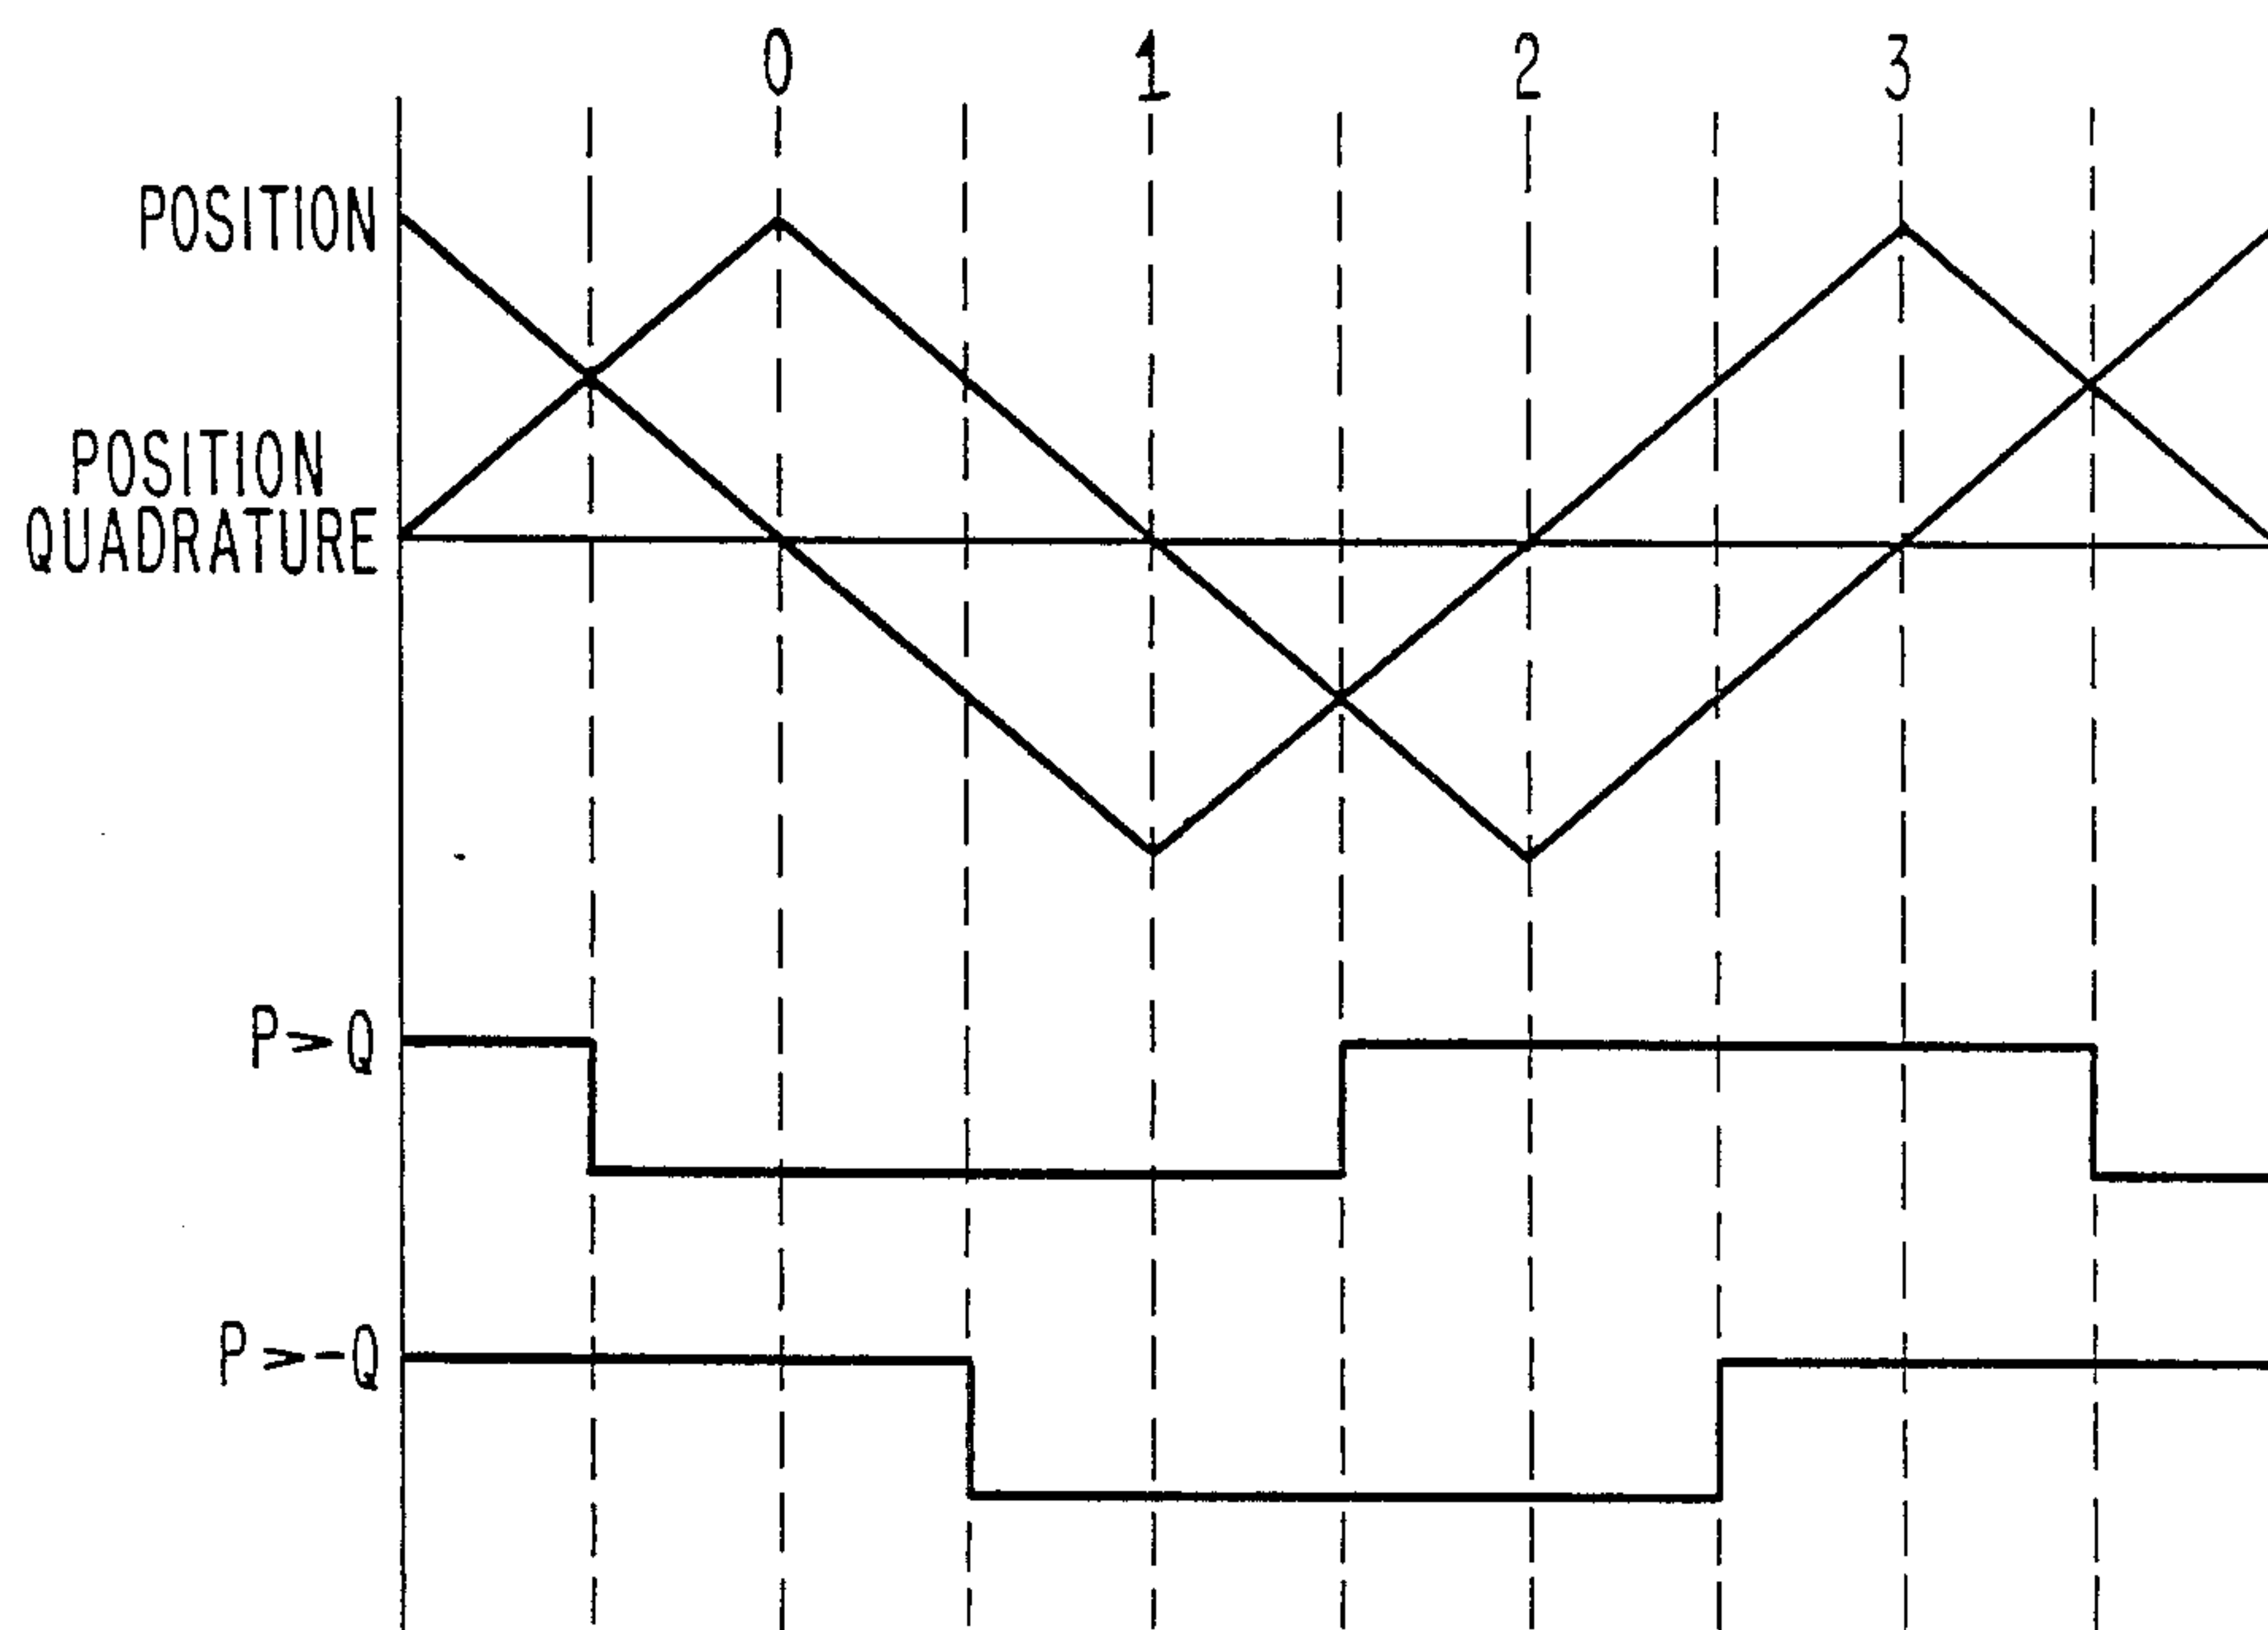 0 1 2 3
POSITION
POSITION
QUADRATURE
P>Q
P>-Q